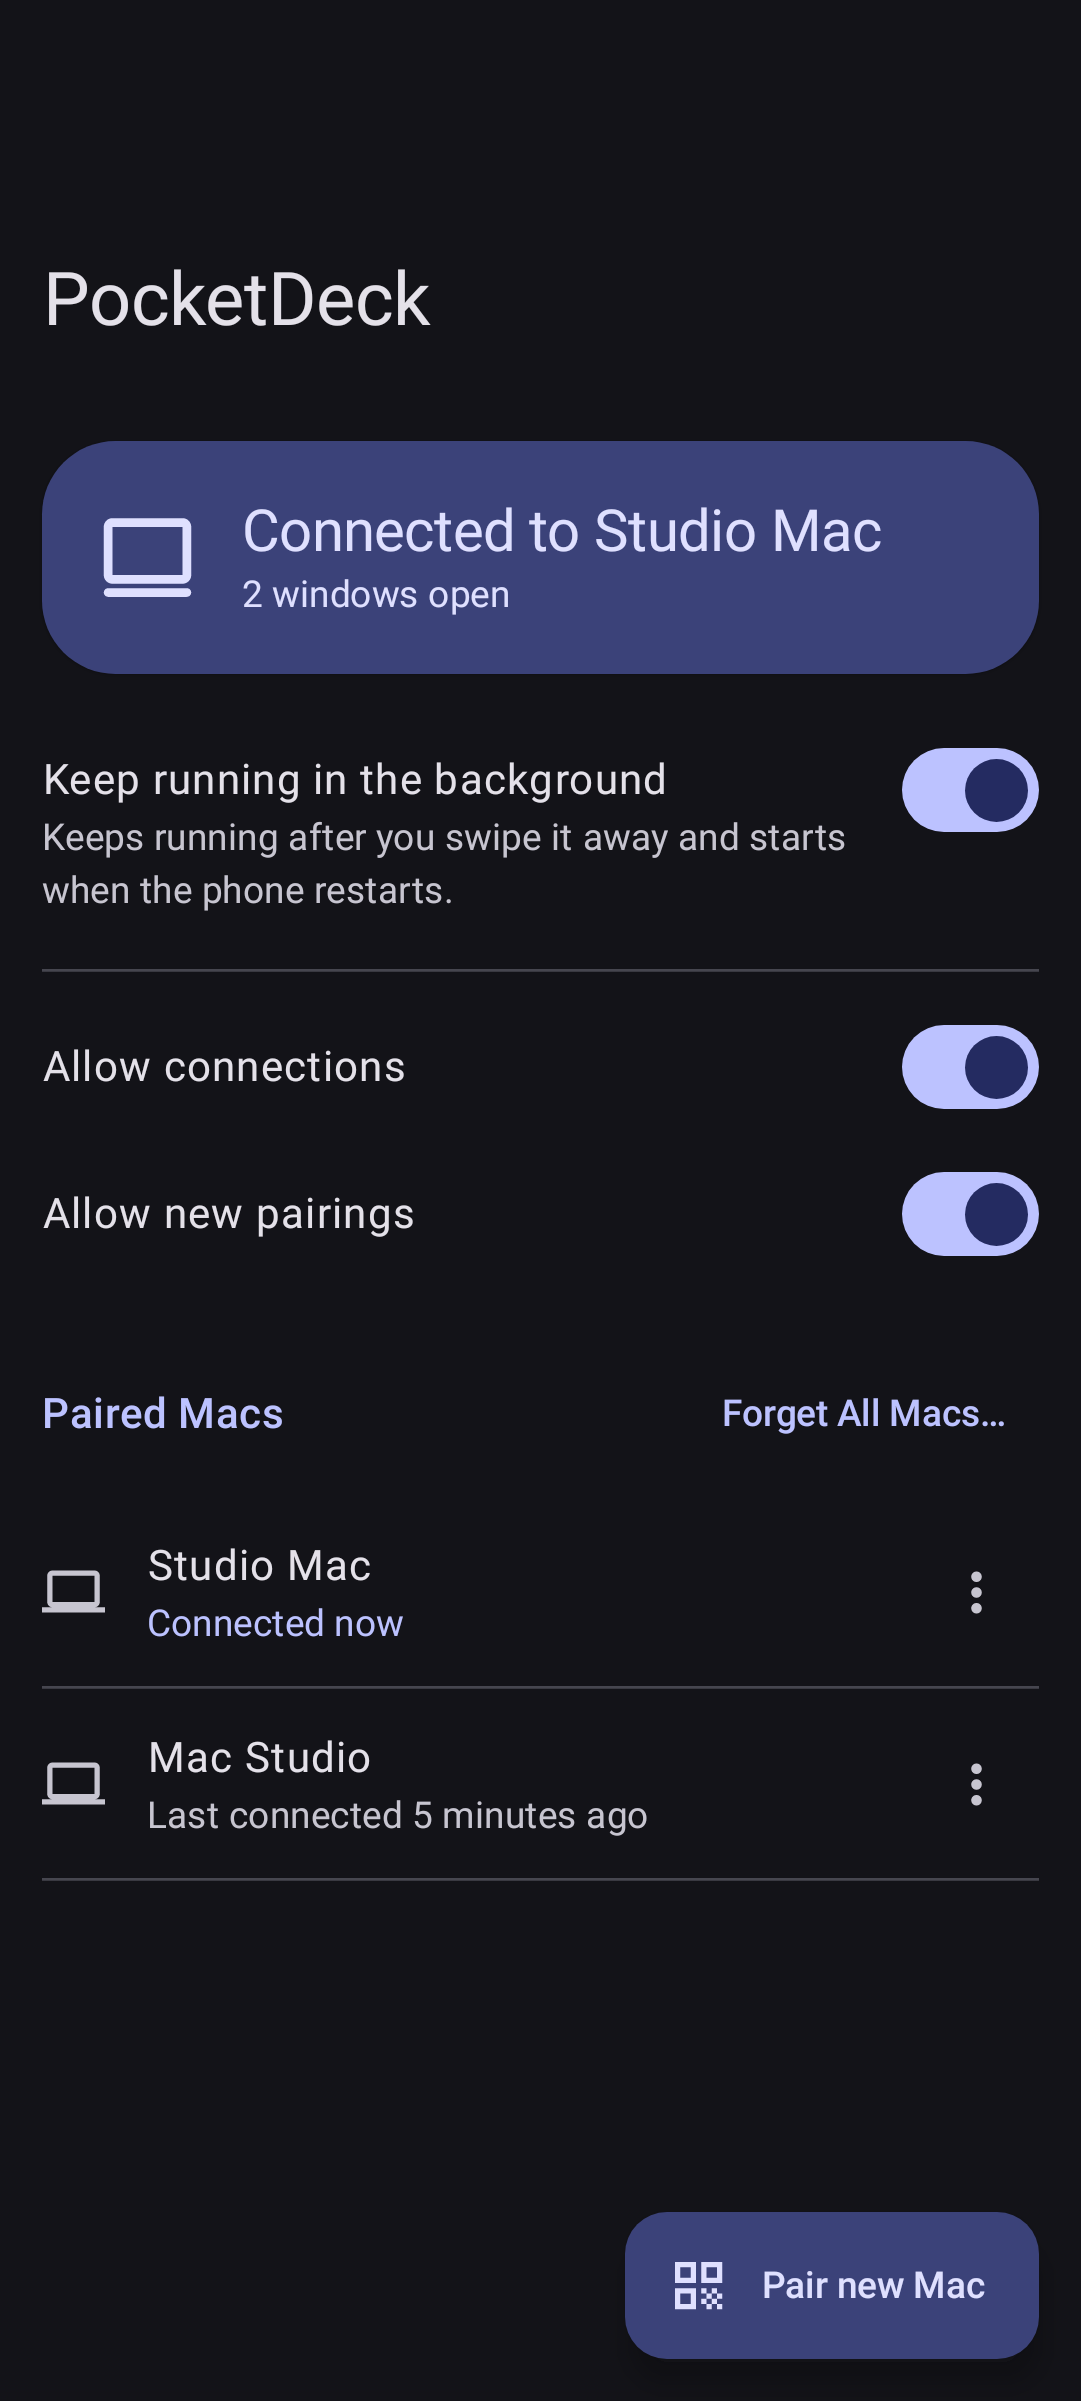 PocketDeck
Connected to Studio Mac
2 windows open
Keep running in the background
Keeps running after you swipe it away and starts
when the phone restarts.
Allow connections
Allow new pairings
Paired Macs
Forget All Macs...
Studio Mac
Connected now
Mac Studio
Last connected 5 minutes ago
Pair new Mac